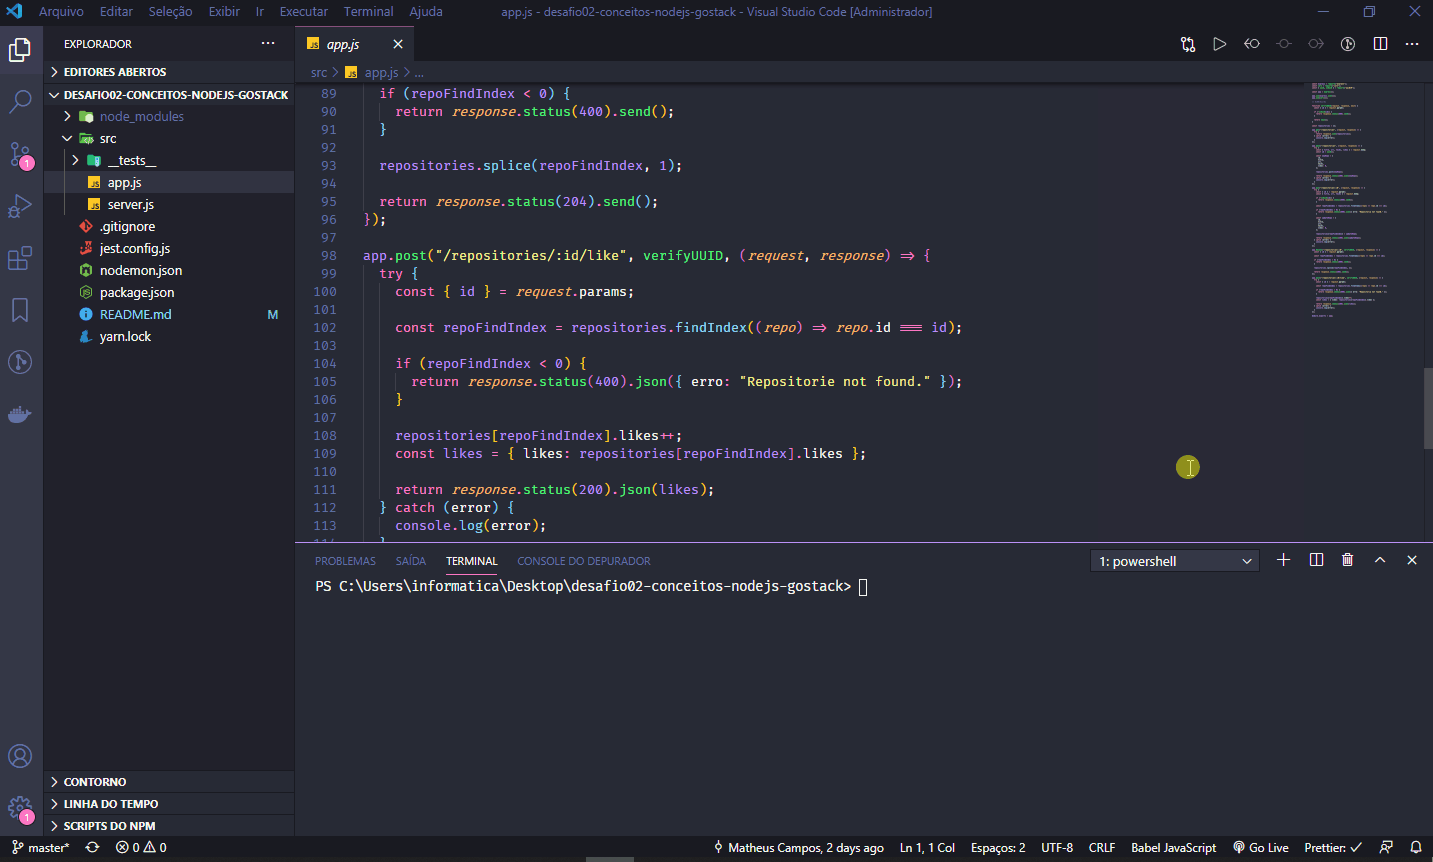 Arquivo Editar Seleção Exibir Ir Executar Terminal Ajuda app.js - desafio02-conceitos-nodejs-gostack - Visual Studio Code [Administrador]
EXPLORADOR ...
JS app.js
EDITORES ABERTOS
src > JS app.js > ...
DESAFIO02-CONCEITOS-NODEJS-GOSTACK
node_modules
src
__tests__
JS app.js
JS server.js
.gitignore
jest.config.js
nodemon.json
package.json
README.md M
yarn.lock
89 if (repoFindIndex < 0) {
90 return response.status(400).send();
91 }
92
93 repositories.splice(repoFindIndex, 1);
94
95 return response.status(204).send();
96 });
97
98 app.post("/repositories/:id/like", verifyUUID, (request, response) => {
99 try {
100 const { id } = request.params;
101
102 const repoFindIndex = repositories.findIndex((repo) => repo.id === id);
103
104 if (repoFindIndex < 0) {
105 return response.status(400).json({ erro: "Repositorie not found." });
106 }
107
108 repositories[repoFindIndex].likes++;
109 const likes = { likes: repositories[repoFindIndex].likes };
110
111 return response.status(200).json(likes);
112 } catch (error) {
113 console.log(error);
PROBLEMAS SAÍDA TERMINAL CONSOLE DO DEPURADOR 1: powershell
PS C:\Users\informatica\Desktop\desafio02-conceitos-nodejs-gostack>
1
1
CONTORNO
LINHA DO TEMPO
SCRIPTS DO NPM
master* 0 0 Matheus Campos, 2 days ago Ln 1, 1 Col Espaços: 2 UTF-8 CRLF Babel JavaScript Go Live Prettier: ✓